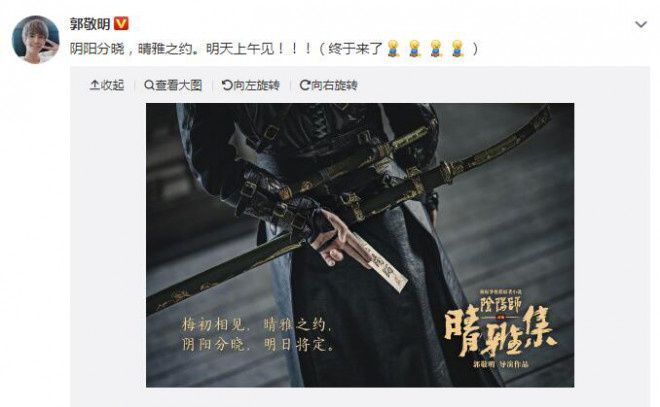 郭敬明
阴阳分晓，晴雅之约。明天上午见！！！（终于来了 ）
收起 查看大图 向左旋转 向右旋转
梅初相见，晴雅之约，
阴阳分晓，明日将定。
陰陽師
晴雅集
郭敬明 导演作品